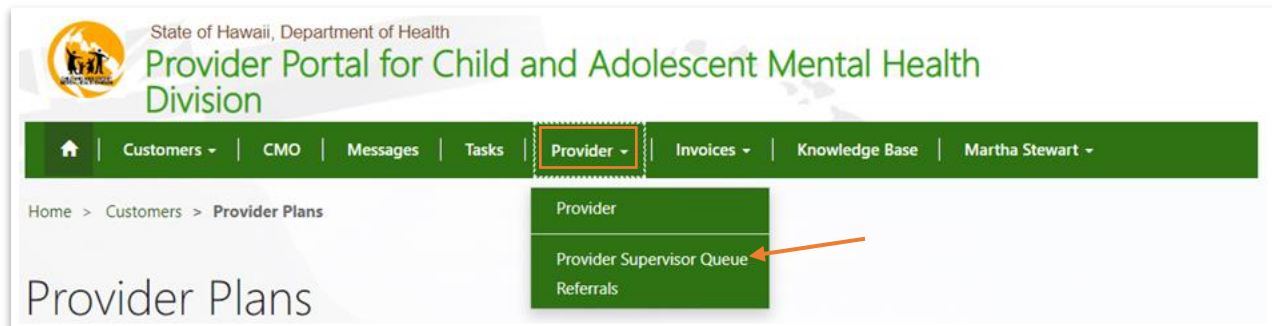 State of Hawaii, Department of Health
Provider Portal for Child and Adolescent Mental Health
Division
Customers | CMO | Messages | Tasks | Provider | Invoices | Knowledge Base | Martha Stewart
Home > Customers > Provider Plans
Provider
Provider Supervisor Queue
Referrals
Provider Plans